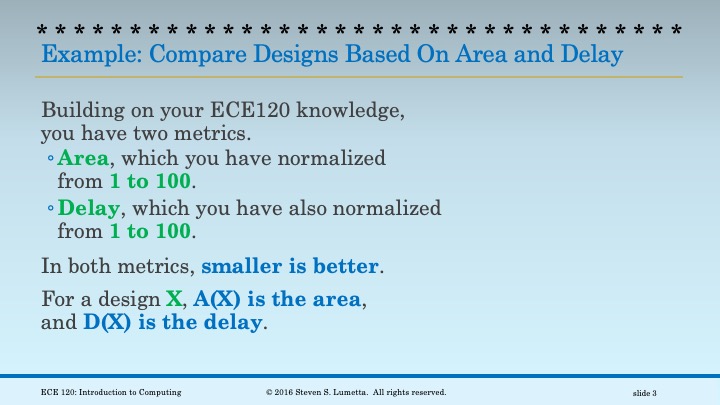 * * * * * * * * * * * * * * * * * * * * * * * * * * * * * * * * * * *
Example: Compare Designs Based On Area and Delay
Building on your ECE120 knowledge,
you have two metrics.
◦Area, which you have normalized
from 1 to 100.
◦Delay, which you have also normalized
from 1 to 100.
In both metrics, smaller is better.
For a design X, A(X) is the area,
and D(X) is the delay.
ECE 120: Introduction to Computing © 2016 Steven S. Lumetta. All rights reserved. slide 3